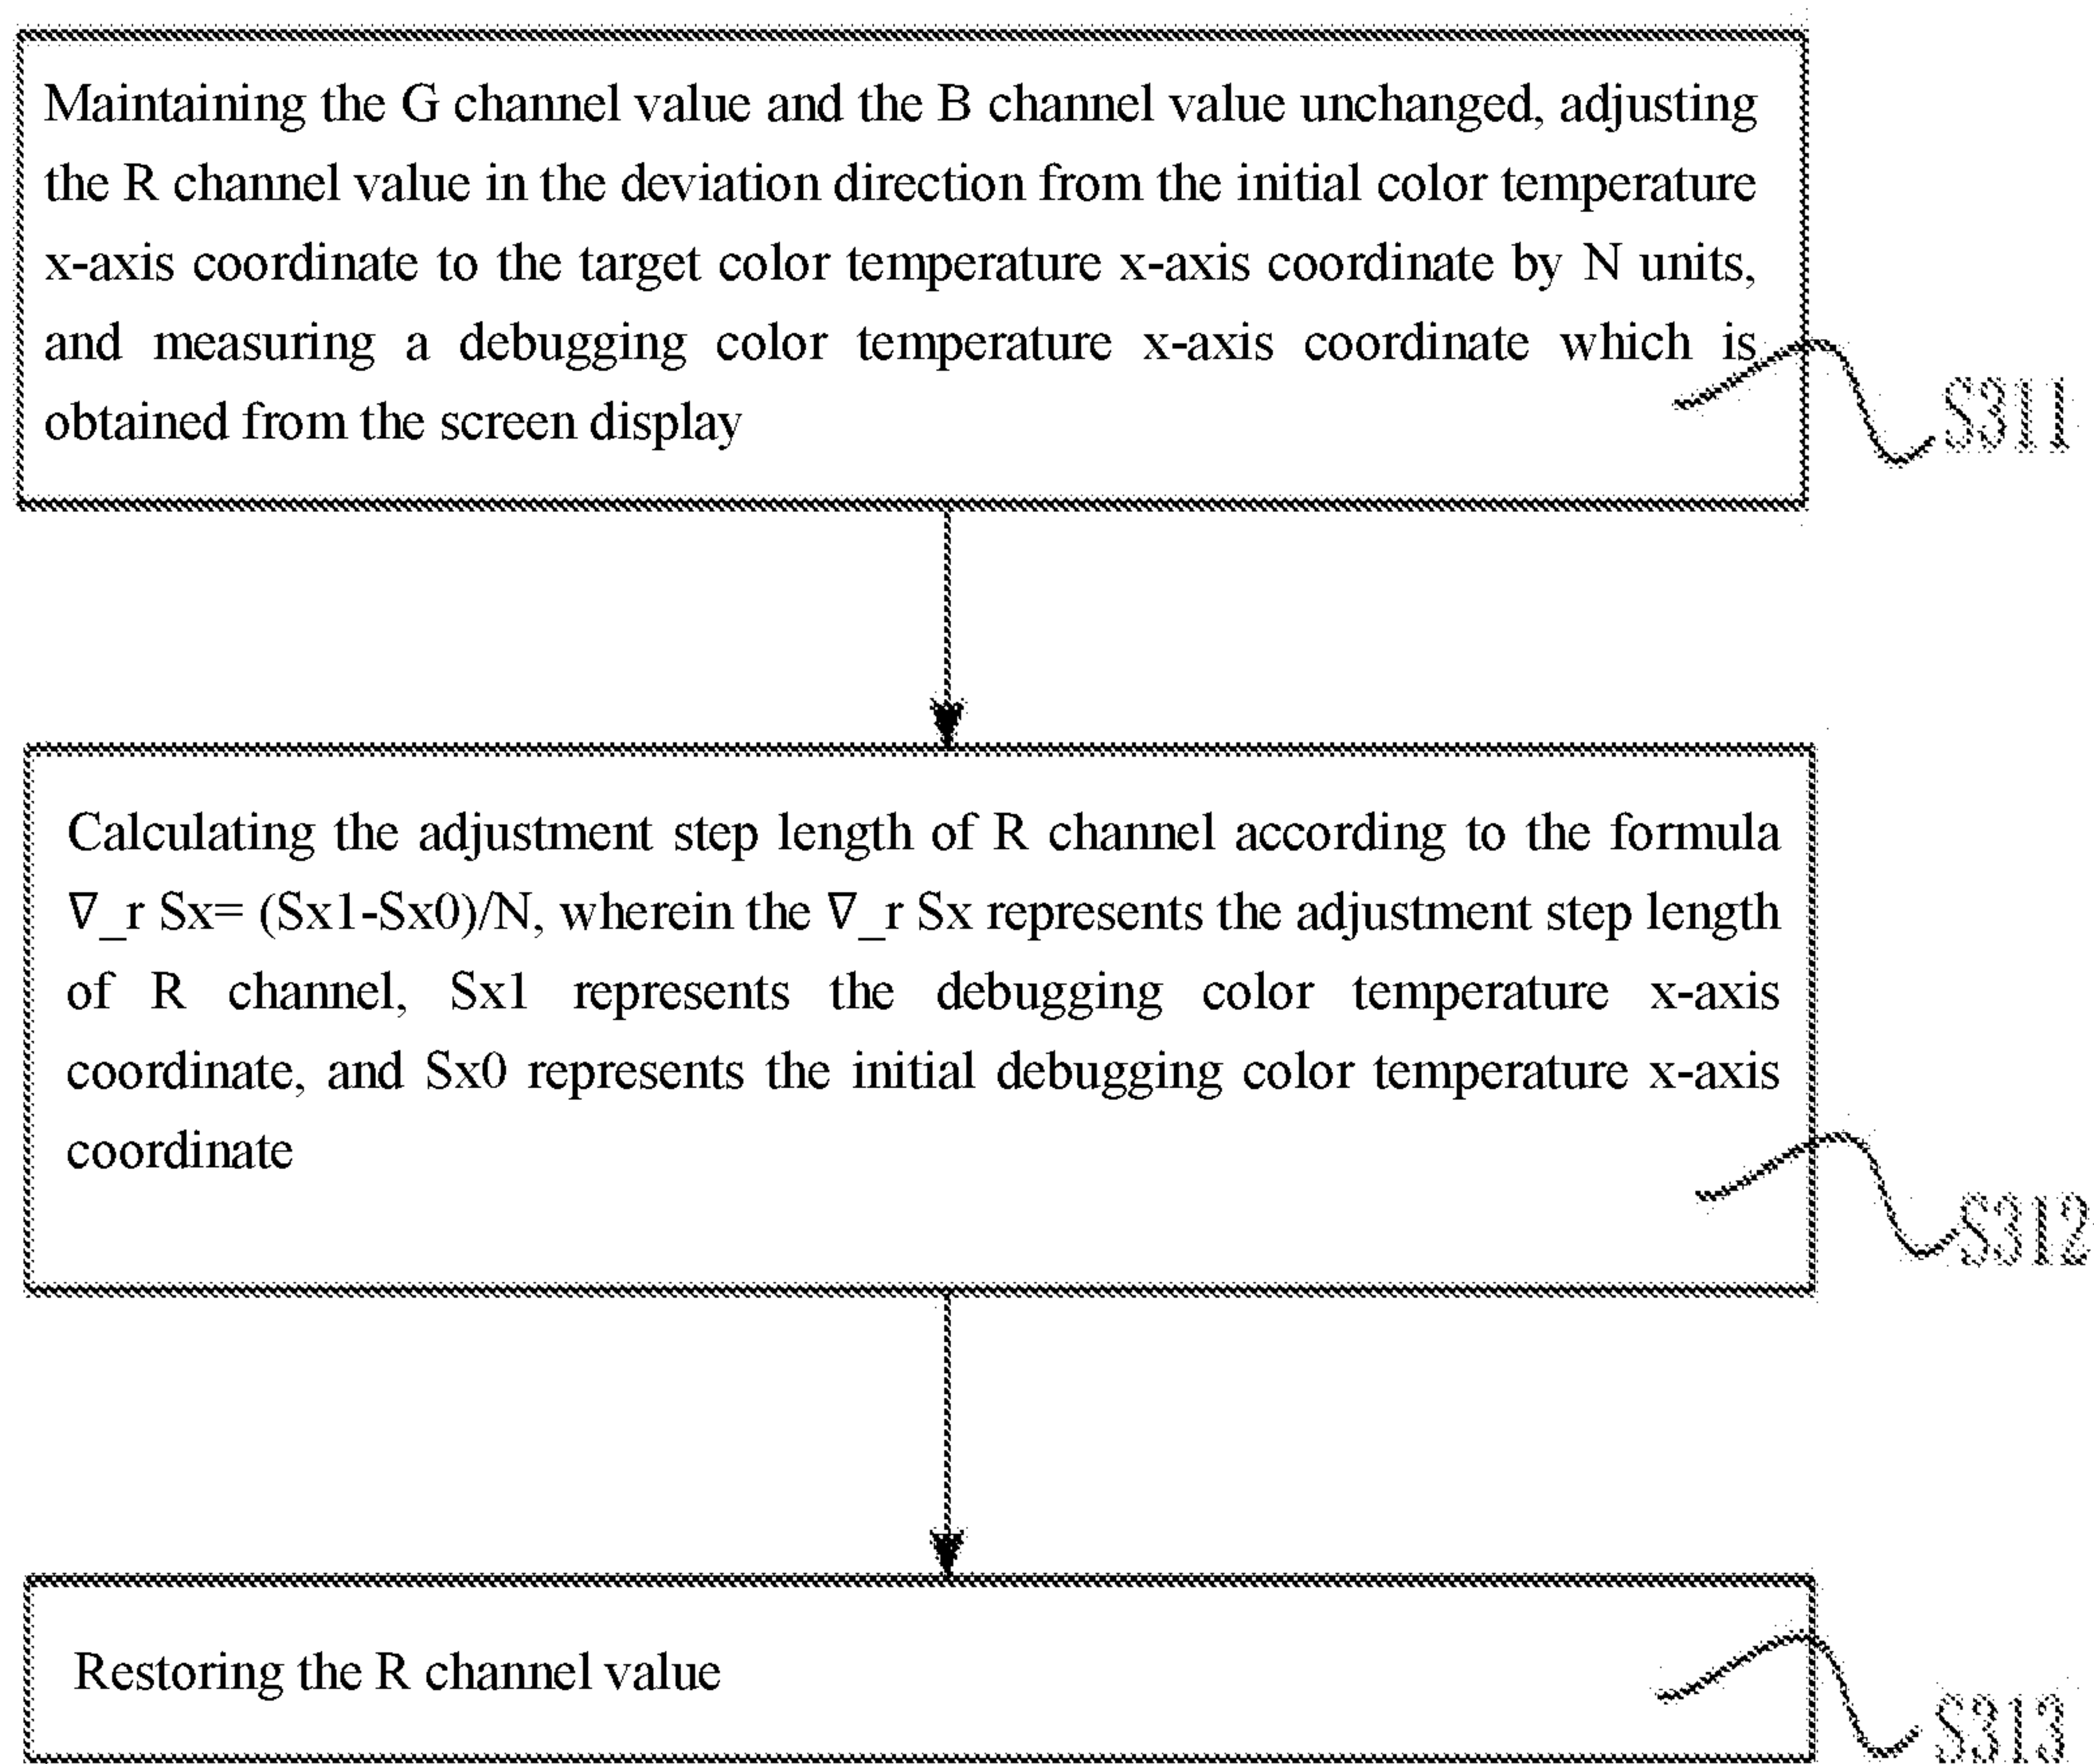 Maintaining the G channel value and the B channel value unchanged, adjusting
the R channel value in the deviation direction from the initial color temperature
x-axis coordinate to the target color temperature x-axis coordinate by N units,
and measuring a debugging color temperature x-axis coordinate which is
obtained from the screen display
S311
Calculating the adjustment step length of R channel according to the formula
∇_r Sx= (Sx1-Sx0)/N, wherein the ∇_r Sx represents the adjustment step length
of R channel, Sx1 represents the debugging color temperature x-axis
coordinate, and Sx0 represents the initial debugging color temperature x-axis
coordinate
S312
Restoring the R channel value
S313